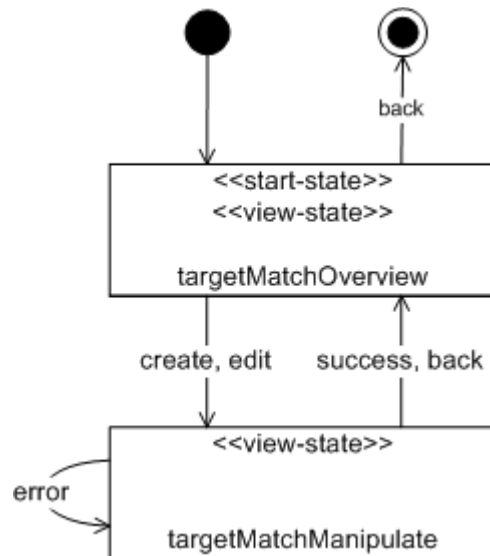 back
<<start-state>>
<<view-state>>
targetMatchOverview
create, edit
success, back
<<view-state>>
error
targetMatchManipulate